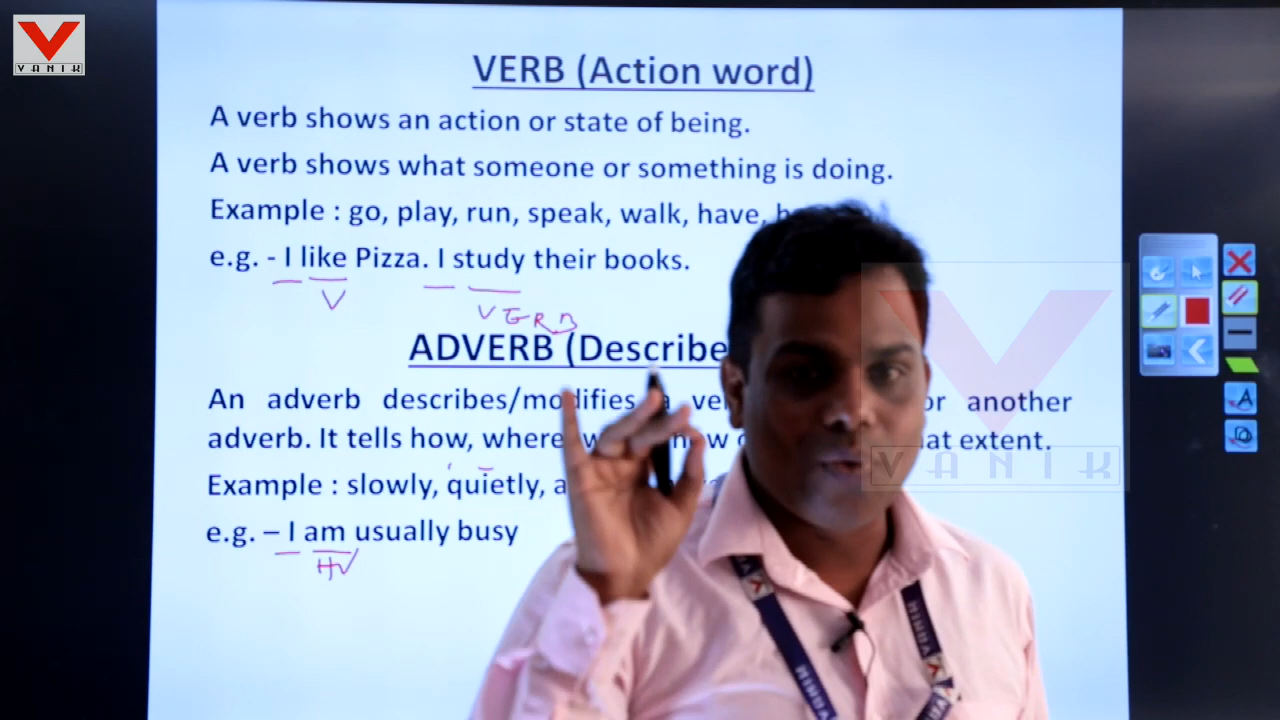 VANIK
VERB (Action word)
A verb shows an action or state of being.
A verb shows what someone or something is doing.
Example : go, play, run, speak, walk, have,
e.g. - I like Pizza. I study their books.
V
VERB
ADVERB (Describe
An adverb describes/modifies a another
adverb. It tells how, where extent.
Example : slowly, quietly,
e.g. – I am usually busy
HV
VANIK